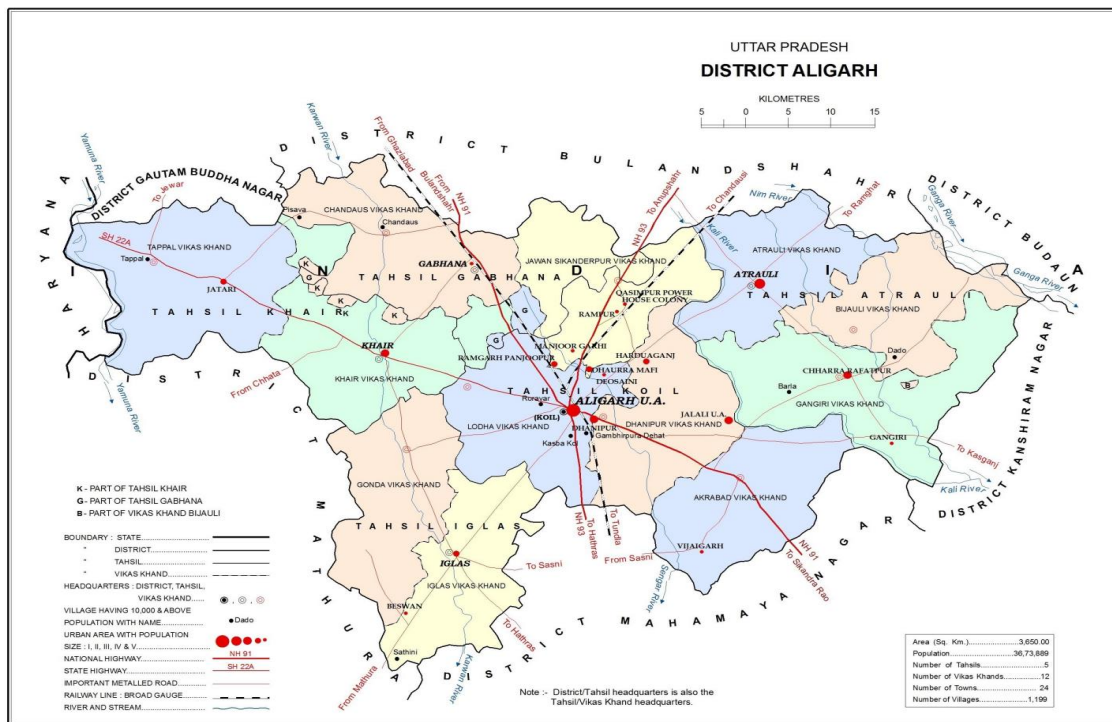 UTTAR PRADESH
DISTRICT ALIGARH
KILOMETRES
5 0 5 10 15
DISTRICT BULANDSHAHR
DISTRICT GAUTAM BUDDHA NAGAR
DISTRICT BUDAUN
DISTRICT KANSHIRAM NAGAR
DISTRICT MAHAMAYA NAGAR
DISTRICT MATHURA
HARYANA
INDIA
Yamuna River
Karwan River
From Ghaziabad
From Bulandshahr
NH 91
To Anupshahr
NH 93
To Chandausi
Kali River
Nim River
To Ramghat
Ganga River
Ganga River
To Jewar
SH 22A
TAPPAL VIKAS KHAND
Tappal
JATARI
TAHSIL KHAIR
Pisava
CHANDAUS VIKAS KHAND
Chandaus
GABHANA
TAHSIL GABHANA
K
K
K
K
K
G
G
JAWAN SIKANDERPUR VIKAS KHAND
QASIMPUR POWER
HOUSE COLONY
RAMPUR
MANJOOR GARHI
RAMGARH PANJOOPUR
HARDUAGANJ
DHAURRA MAFI
DEOSAINI
ATRAULI VIKAS KHAND
ATRAULI
TAHSIL ATRAULI
BIJAULI VIKAS KHAND
Dado
CHHARRA RAFATPUR
B
Barla
GANGIRI VIKAS KHAND
GANGIRI
To Kasganj
Kali River
KHAIR
KHAIR VIKAS KHAND
From Chhata
Yamuna River
TAHSIL KOIL
ALIGARH U.A.
(KOIL)
Roravar
LODHA VIKAS KHAND
Kasba Kol
DHANIPUR
Gambhirpura Dehat
DHANIPUR VIKAS KHAND
JALALI U.A.
AKRABAD VIKAS KHAND
VIJAIGARH
From Sasni
NH 91
To Sikandra Rao
NH 93
To Hathras
To Tundla
Sengar River
GONDA VIKAS KHAND
TAHSIL IGLAS
IGLAS
IGLAS VIKAS KHAND
To Sasni
BESWAN
To Hathras
Sathini
From Mathura
Karwan River
K - PART OF TAHSIL KHAIR
G - PART OF TAHSIL GABHANA
B - PART OF VIKAS KHAND BIJAULI
BOUNDARY : STATE
" DISTRICT
" TAHSIL
" VIKAS KHAND
HEADQUARTERS : DISTRICT, TAHSIL,
VIKAS KHAND
VILLAGE HAVING 10,000 & ABOVE
POPULATION WITH NAME Dado
URBAN AREA WITH POPULATION
SIZE : I, II, III, IV & V
NATIONAL HIGHWAY NH 91
STATE HIGHWAY SH 22A
IMPORTANT METALLED ROAD
RAILWAY LINE : BROAD GAUGE
RIVER AND STREAM
Note :- District/Tahsil headquarters is also the
Tahsil/Vikas Khand headquarters.
Area (Sq. Km.) 3,650.00
Population 36,73,889
Number of Tahsils 5
Number of Vikas Khands 12
Number of Towns 24
Number of Villages 1,199